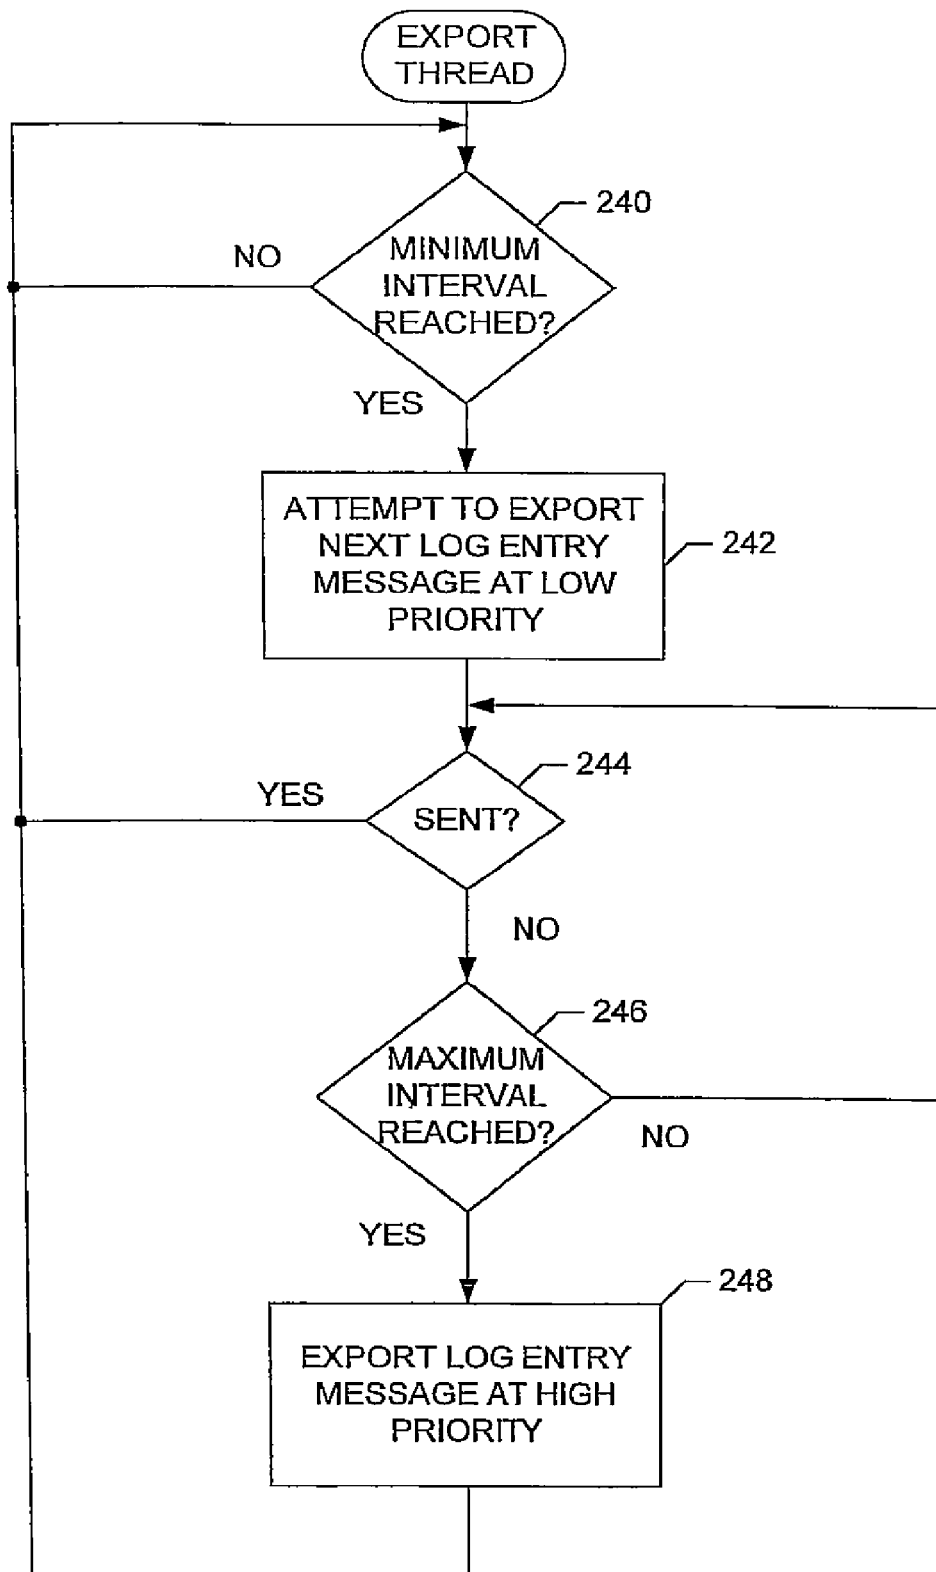 EXPORT
THREAD
240
NO
MINIMUM
INTERVAL
REACHED?
YES
ATTEMPT TO EXPORT
NEXT LOG ENTRY
MESSAGE AT LOW
PRIORITY
242
244
YES
SENT?
NO
246
MAXIMUM
INTERVAL
REACHED?
NO
YES
248
EXPORT LOG ENTRY
MESSAGE AT HIGH
PRIORITY